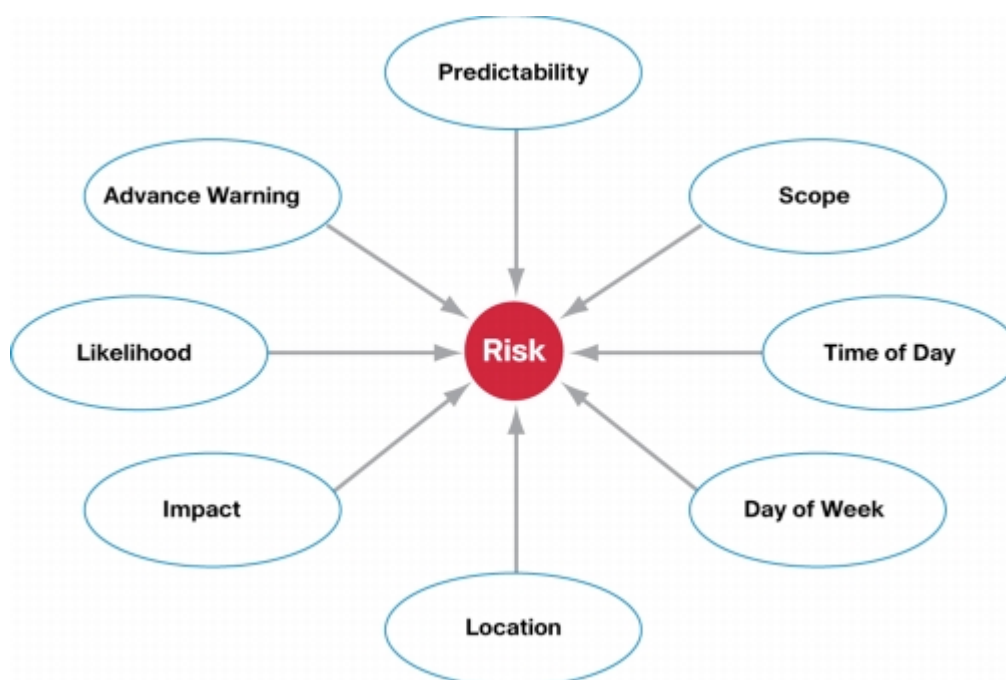 Predictability
Advance Warning
Scope
Likelihood
Risk
Time of Day
Impact
Day of Week
Location